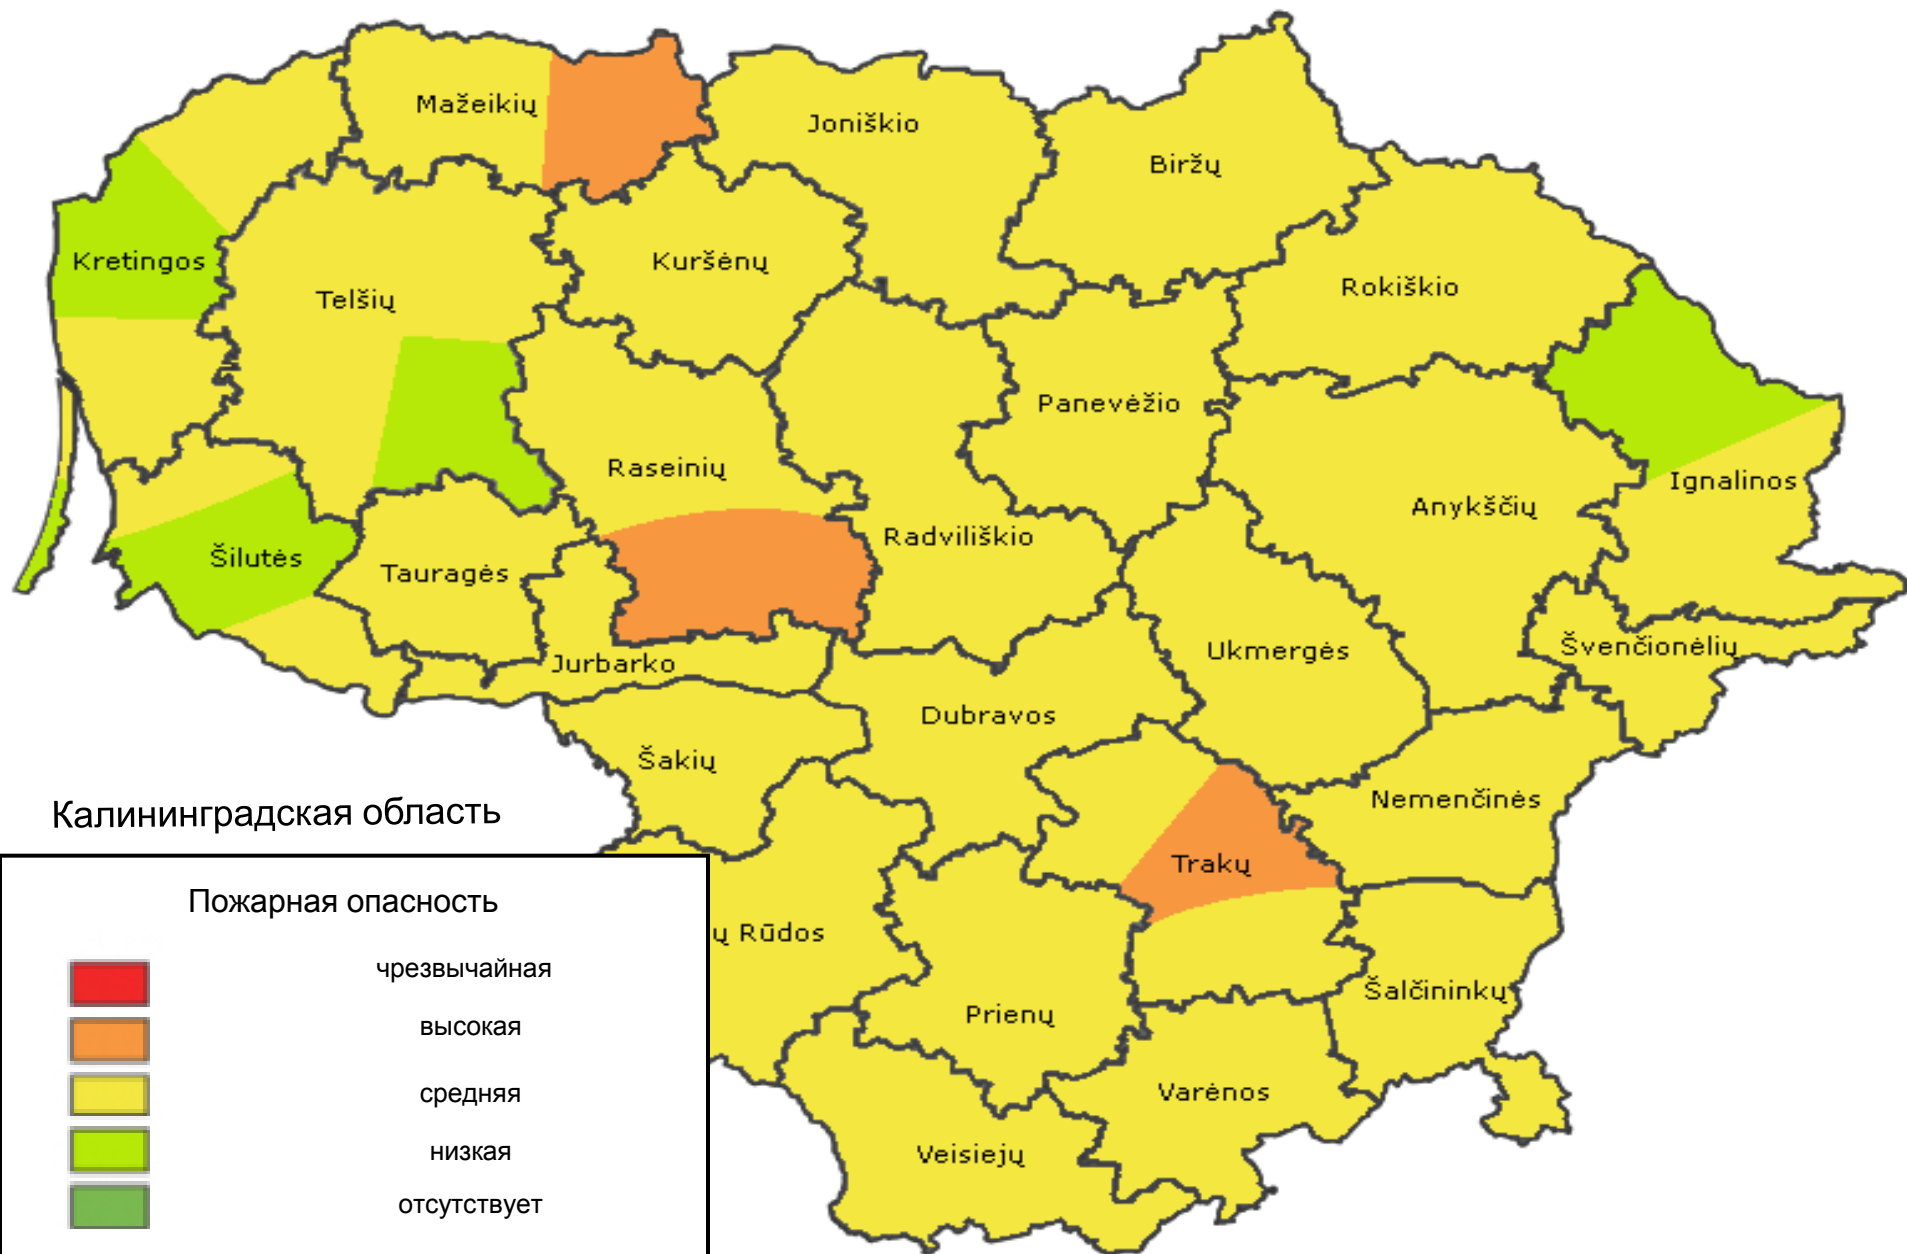 Mažeikių
Joniškio
Biržų
Kretingos
Telšių
Kuršėnų
Rokiškio
Panevėžio
Raseinių
Ignalinos
Anykščių
Radviliškio
Šilutės
Tauragės
Jurbarko
Ukmergės
Švenčionėlių
Dubravos
Šakių
Nemenčinės
Trakų
ų Rūdos
Šalčininkų
Prienų
Varėnos
Veisiejų
Калининградская область
Пожарная опасность
чрезвычайная
высокая
средняя
низкая
отсутствует